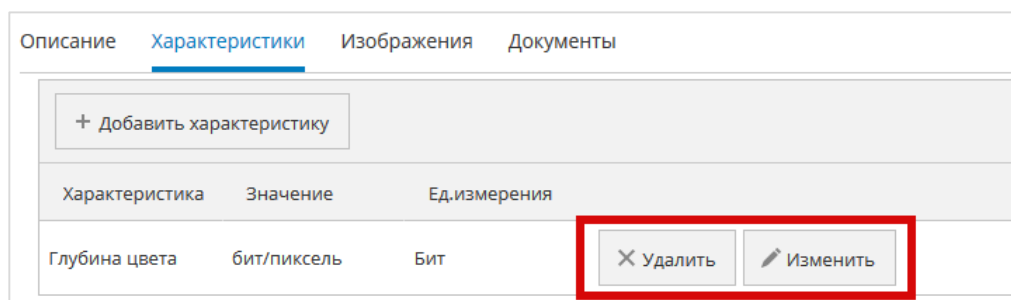 Описание Характеристики Изображения Документы
+ Добавить характеристику
Характеристика Значение Ед.измерения
Глубина цвета бит/пиксель Бит Удалить Изменить